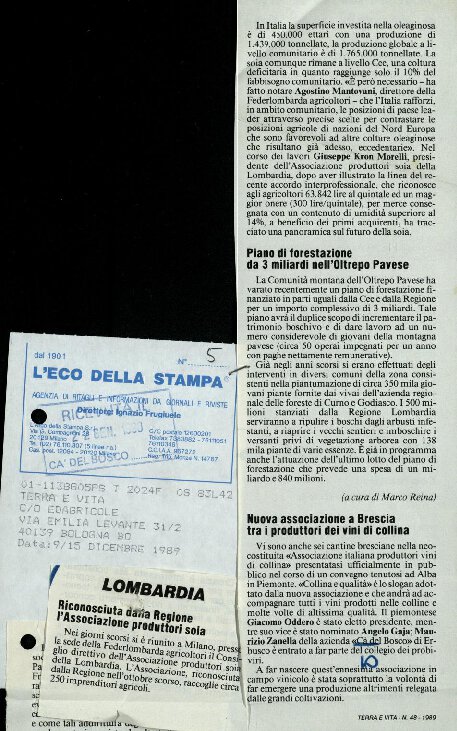 In Italia la superficie investita nella oleaginosa
è di 450.000 ettari con una produzione di
1.439.000 tonnellate, la produzione globale a li-
vello comunitario è di 1.765.000 tonnellate. La
soia comunque rimane a livello Cee, una coltura
deficitaria in quanto raggiunge solo il 10% del
fabbisogno comunitario. «È però necessario – ha
fatto notare Agostino Mantovani, direttore della
Federlombarda agricoltori – che l'Italia rafforzi,
in ambito comunitario, le posizioni di paese lea-
der attraverso precise scelte per contrastare le
posizioni agricole di nazioni del Nord Europa
che sono favorevoli ad altre colture oleaginose
che risultano già adesso, eccedentarie». Nel
corso dei lavori Giuseppe Kron Morelli, presi-
dente dell'Associazione produttori soia della
Lombardia, dopo aver illustrato la linea del re-
cente accordo interprofessionale, che riconosce
agli agricoltori 63.842 lire al quintale ed un mag-
gior onere (300 lire/quintale), per merce conse-
gnata con un contenuto di umidità superiore al
14%, a beneficio dei primi acquirenti, ha trac-
ciato una panoramica sul futuro della soia.
Piano di forestazione
da 3 miliardi nell'Oltrepo Pavese
La Comunità montana dell'Oltrepo Pavese ha
varato recentemente un piano di forestazione fi-
nanziato in parti uguali dalla Cee e dalla Regione
per un importo complessivo di 3 miliardi. Tale
piano avrà il duplice scopo di incrementare il pa-
trimonio boschivo e di dare lavoro ad un nu-
mero considerevole di giovani della montagna
pavese (circa 50 operai impegnati per un anno
con paghe nettamente remunerative).
Già negli anni scorsi si erano effettuati degli
interventi in diversi comuni della zona consi-
stenti nella piantumazione di circa 350 mila gio-
vani piante fornite dai vivai dell'azienda regio-
nale delle foreste di Curno e Godiasco. I 500 mi-
lioni stanziati dalla Regione Lombardia
serviranno a ripulire i boschi dagli arbusti infe-
stanti, a riaprire i vecchi sentieri e a rimboschire i
versanti privi di vegetazione arborea con 138
mila piante di varie essenze. È già in programma
anche l'attuazione dell'ultimo lotto del piano di
forestazione che prevede una spesa di un mi-
liardo e 840 milioni.
(a cura di Marco Reina)
Nuova associazione a Brescia
tra i produttori dei vini di collina
Vi sono anche sei cantine bresciane nella neo-
costituita «Associazione italiana produttori vini
di collina» presentatasi ufficialmente in pub-
blico nel corso di un convegno tenutosi ad Alba
in Piemonte. «Collina e qualità» è lo slogan adot-
tato dalla nuova associazione e che andrà ad ac-
compagnare tutti i vini prodotti nelle colline e
molte volte di altissima qualità. Il piemontese
Giacomo Oddero è stato eletto presidente, men-
tre suo vice è stato nominato Angelo Gaja; Mau-
rizio Zanella della azienda «Cà del Bosco» di Er-
busco è entrato a far parte del collegio dei probi-
viri.
A far nascere quest'ennesima associazione in
campo vinicolo è stata soprattutto la volontà di
far emergere una produzione altrimenti relegata
dalle grandi coltivazioni.
TERRA E VITA - N. 48 - 1989
dal 1901
N° 5
L'ECO DELLA STAMPA
AGENZIA DI RITAGLI E INFORMAZIONI DA GIORNALI E RIVISTE
Direttore: Ignazio Frugiuele
L'Eco della Stampa
20129 Milano
CA' DEL BOSCO
TERRA E VITA
C/O EDAGRICOLE
VIA EMILIA LEVANTE 31/2
40139 BOLOGNA BO
Data:9/15 DICEMBRE 1989
LOMBARDIA
Riconosciuta dalla Regione
l'Associazione produttori soia
Nei giorni scorsi si è riunito a Milano, presso
la sede della Federlombarda agricoltori il Consi-
glio direttivo dell'Associazione produttori soia
della Lombardia. L'Associazione, riconosciuta
dalla Regione nell'ottobre scorso, raccoglie circa
250 imprenditori agricoli.